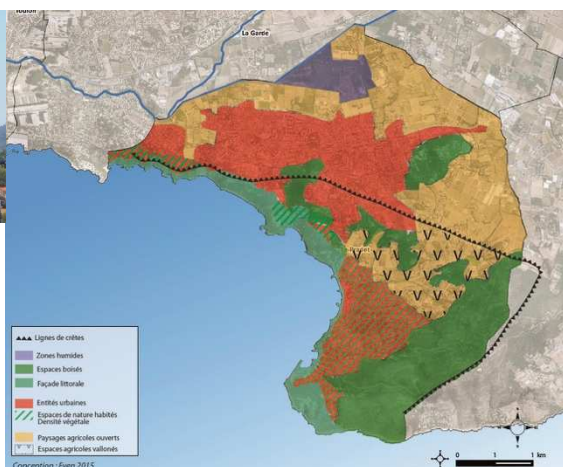 Toulon
La Garde
Lignes de crêtes
Zones humides
Espaces boisés
Façade littorale
Entités urbaines
Espaces de nature habités
Densité végétale
Paysages agricoles ouverts
Espaces agricoles vallonés
0 1 km
Conception : Even 2015